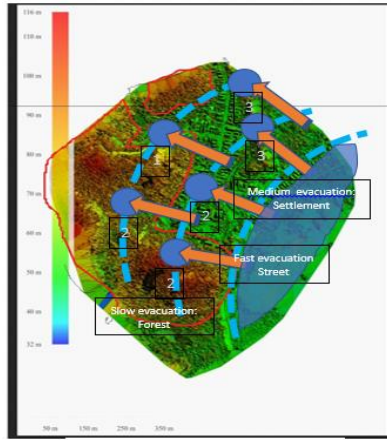 116 m
100 m
90 m
80 m
70 m
60 m
50 m
40 m
32 m
3
3
1
2
2
2
Medium evacuation:
Settlement
Fast evacuation
Street
Slow evacuation:
Forest
50 m 150 m 250 m 350 m